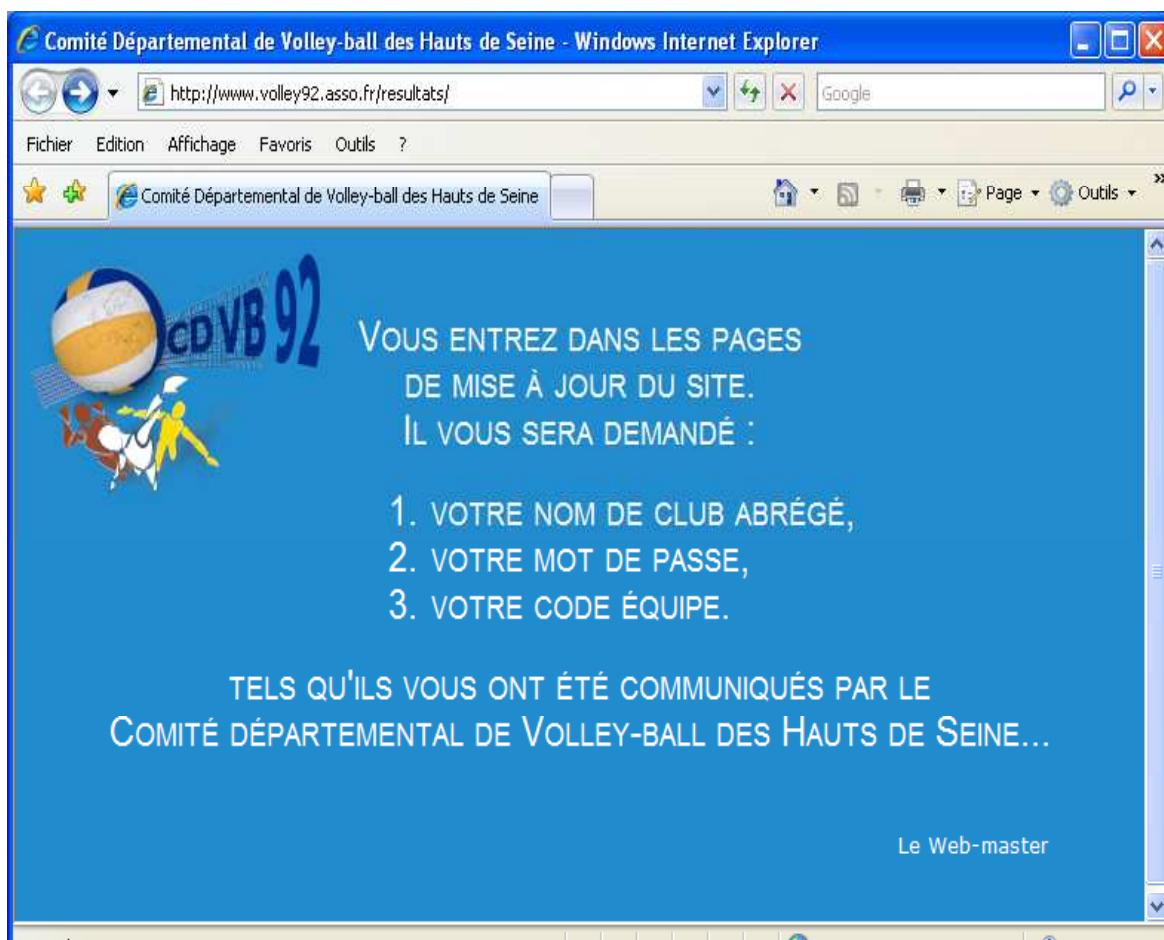 Comité Départemental de Volley-ball des Hauts de Seine - Windows Internet Explorer
http://www.volley92.asso.fr/resultats/
Google
Fichier Edition Affichage Favoris Outils ?
Comité Départemental de Volley-ball des Hauts de Seine
Page Outils »
CDVB 92
VOUS ENTREZ DANS LES PAGES
DE MISE À JOUR DU SITE.
IL VOUS SERA DEMANDÉ :
1. VOTRE NOM DE CLUB ABRÉGÉ,
2. VOTRE MOT DE PASSE,
3. VOTRE CODE ÉQUIPE.
TELS QU'ILS VOUS ONT ÉTÉ COMMUNIQUÉS PAR LE
COMITÉ DÉPARTEMENTAL DE VOLLEY-BALL DES HAUTS DE SEINE...
Le Web-master